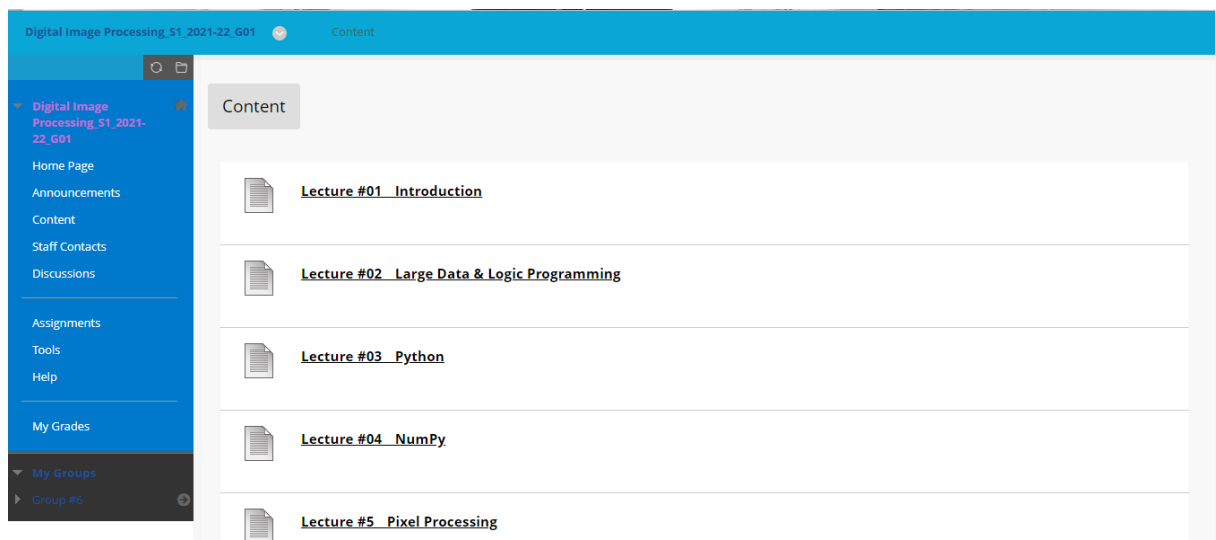 Digital Image Processing_S1_2021-22_G01
Content
Digital Image
Processing_S1_2021-
22_G01
Home Page
Announcements
Content
Staff Contacts
Discussions
Assignments
Tools
Help
My Grades
My Groups
Group #6
Content
Lecture #01 Introduction
Lecture #02 Large Data & Logic Programming
Lecture #03 Python
Lecture #04 NumPy
Lecture #5 Pixel Processing